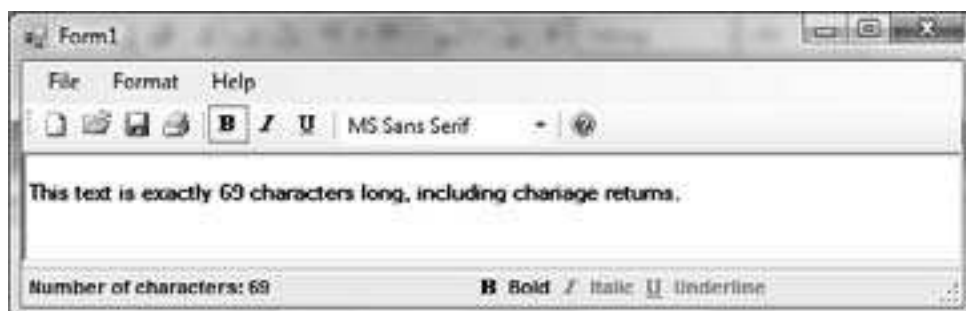 Form1
File Format Help
B I U MS Sans Serif
This text is exactly 69 characters long, including chariage returns.
Number of characters: 69 B Bold I Italic U Underline